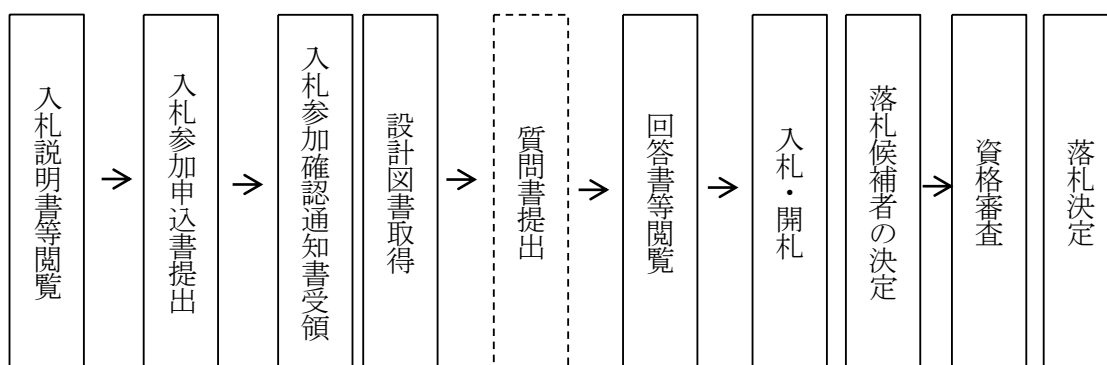 入札説明書等閲覧
入札参加申込書提出
入札参加確認通知書受領
設計図書取得
質問書提出
回答書等閲覧
入札・開札
落札候補者の決定
資格審査
落札決定